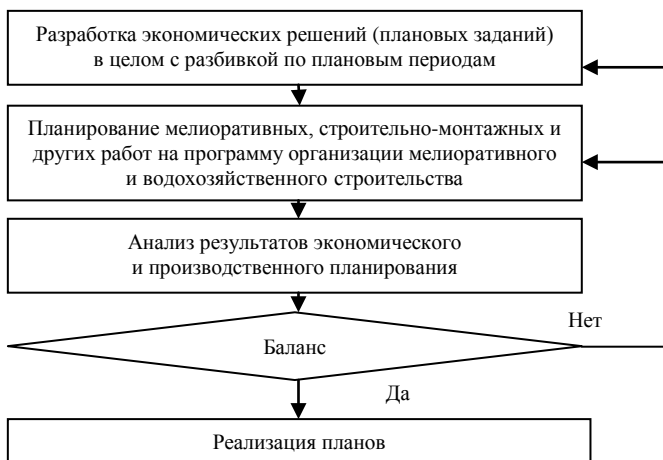 Разработка экономических решений (плановых заданий)
в целом с разбивкой по плановым периодам
Планирование мелиоративных, строительно-монтажных и
других работ на программу организации мелиоративного
и водохозяйственного строительства
Анализ результатов экономического
и производственного планирования
Нет
Баланс
Да
Реализация планов